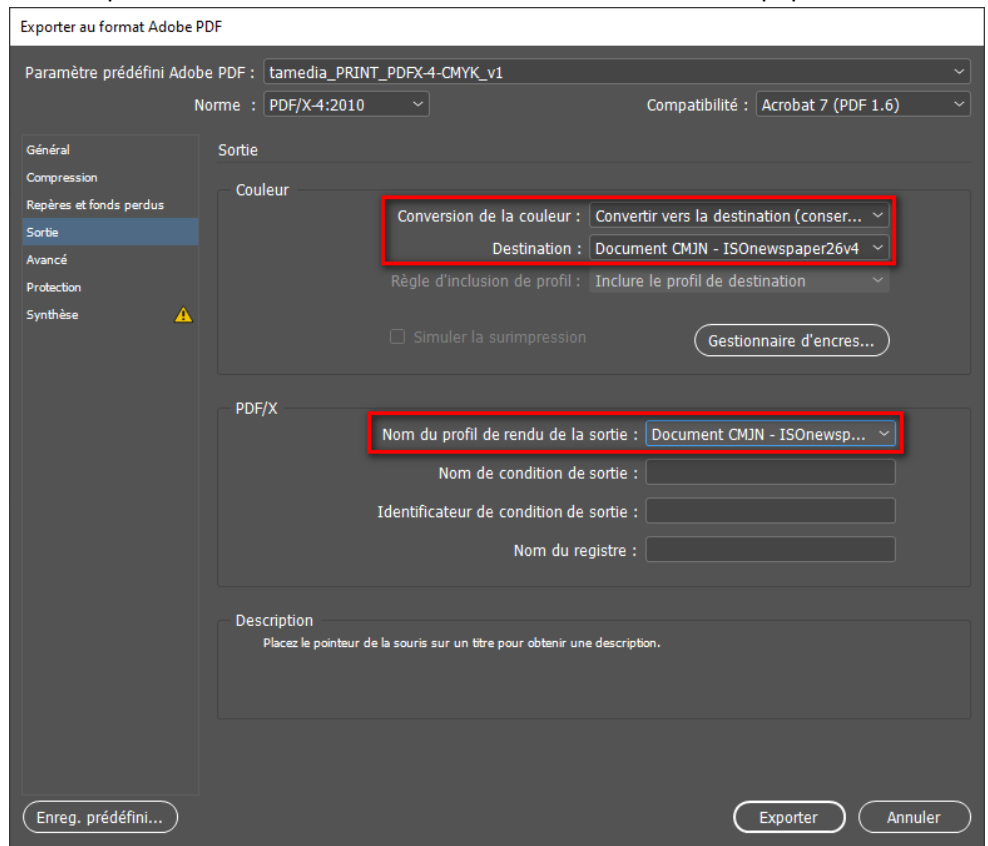 Exporter au format Adobe PDF
Paramètre prédéfini Adobe PDF : tamedia_PRINT_PDFX-4-CMYK_v1
Norme : PDF/X-4:2010 Compatibilité : Acrobat 7 (PDF 1.6)
Général
Compression
Repères et fonds perdus
Sortie
Avancé
Protection
Synthèse
Sortie
Couleur
Conversion de la couleur : Convertir vers la destination (conser...
Destination : Document CMJN - ISOnewspaper26v4
Règle d'inclusion de profil : Inclure le profil de destination
Simuler la surimpression Gestionnaire d'encres...
PDF/X
Nom du profil de rendu de la sortie : Document CMJN - ISOnewsp...
Nom de condition de sortie :
Identificateur de condition de sortie :
Nom du registre :
Description
Placez le pointeur de la souris sur un titre pour obtenir une description.
Enreg. prédéfini... Exporter Annuler